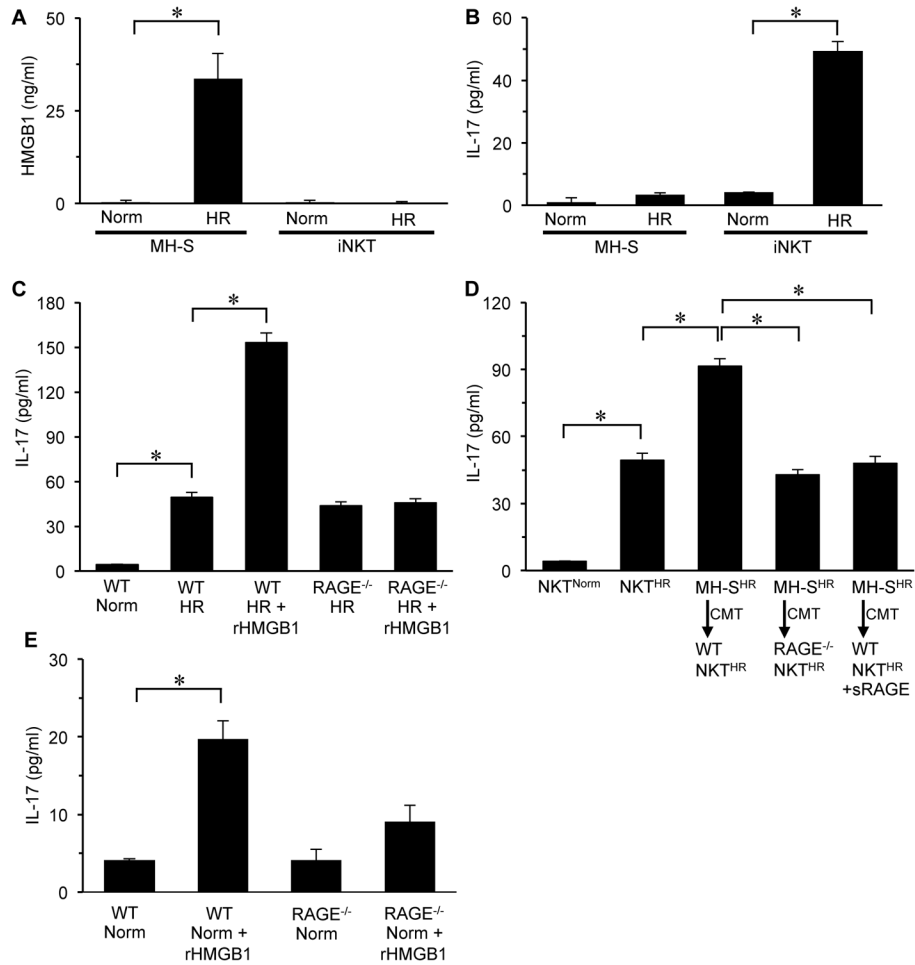 A
*
HMGB1 (ng/ml)
50
25
0
Norm
HR
Norm
HR
MH-S
iNKT
B
*
IL-17 (pg/ml)
60
40
20
0
Norm
HR
Norm
HR
MH-S
iNKT
C
*
*
IL-17 (pg/ml)
180
150
120
90
60
30
0
WT
Norm
WT
HR
WT
HR +
rHMGB1
RAGE⁻/⁻
HR
RAGE⁻/⁻
HR +
rHMGB1
D
*
*
*
*
IL-17 (pg/ml)
120
90
60
30
0
NKTᴺᵒʳᵐ
NKTᴴᴿ
MH-Sᴴᴿ
CMT
WT
NKTᴴᴿ
MH-Sᴴᴿ
CMT
RAGE⁻/⁻
NKTᴴᴿ
MH-Sᴴᴿ
CMT
WT
NKTᴴᴿ
+sRAGE
E
*
IL-17 (pg/ml)
30
20
10
0
WT
Norm
WT
Norm +
rHMGB1
RAGE⁻/⁻
Norm
RAGE⁻/⁻
Norm +
rHMGB1